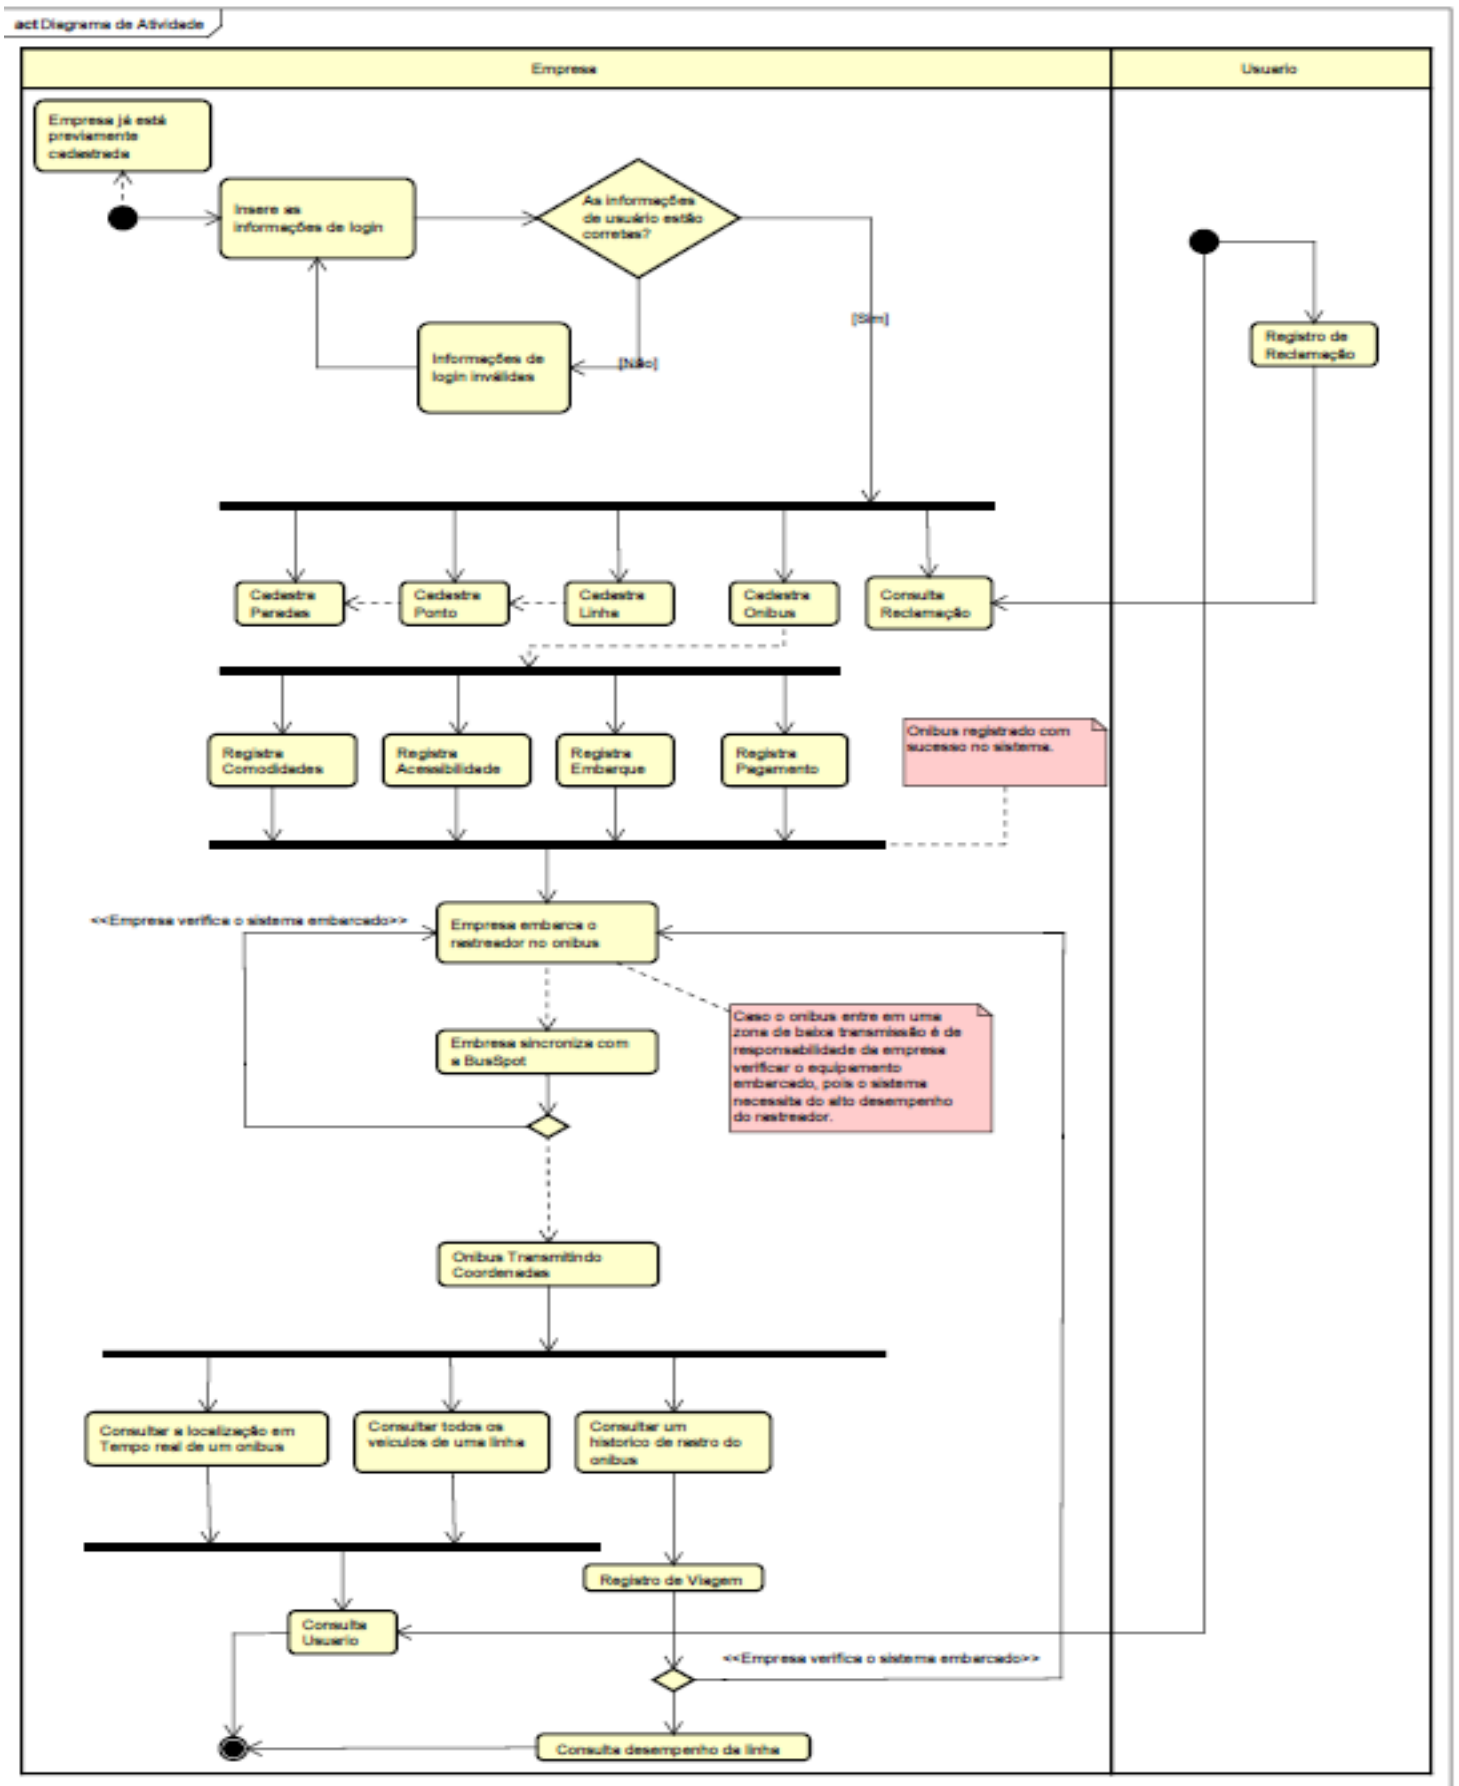 act Diagrama de Atividade
Empresa
Usuario
Empresa já está
previamente
cadastrada
Insere as
informações de login
As informações
de usuário estão
corretas?
[Sim]
[Não]
Informações de
login inválidas
Registro de
Reclamação
Cadastra
Paradas
Cadastra
Ponto
Cadastra
Linha
Cadastra
Onibus
Consulta
Reclamação
Registra
Comodidades
Registra
Acessibilidade
Registra
Embarque
Registra
Pagamento
Onibus registrado com
sucesso no sistema.
<<Empresa verifica o sistema embarcado>>
Empresa embarca o
rastreador no onibus
Embresa sincroniza com
a BusSpot
Caso o onibus entre em uma
zona de baixa transmissão é de
responsabilidade da empresa
verificar o equipamento
embarcado, pois o sistema
necessita do alto desempenho
do rastreador.
Onibus Transmitindo
Coordenadas
Consultar a localização em
Tempo real de um onibus
Consultar todos os
veiculos de uma linha
Consultar um
historico de rastro do
onibus
Registro de Viagem
Consulta
Usuario
<<Empresa verifica o sistema embarcado>>
Consulta desempenho da linha